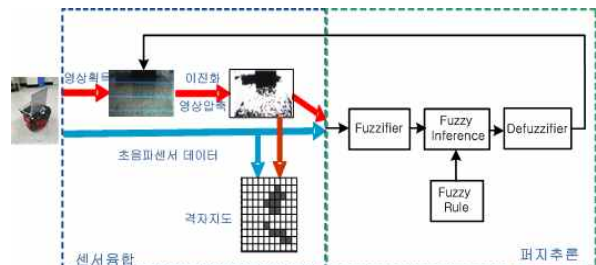 영상획득
이진화
영상압축
초음파센서 데이터
격자지도
센서융합
Fuzzifier
Fuzzy
Inference
Defuzzifier
Fuzzy
Rule
퍼지추론